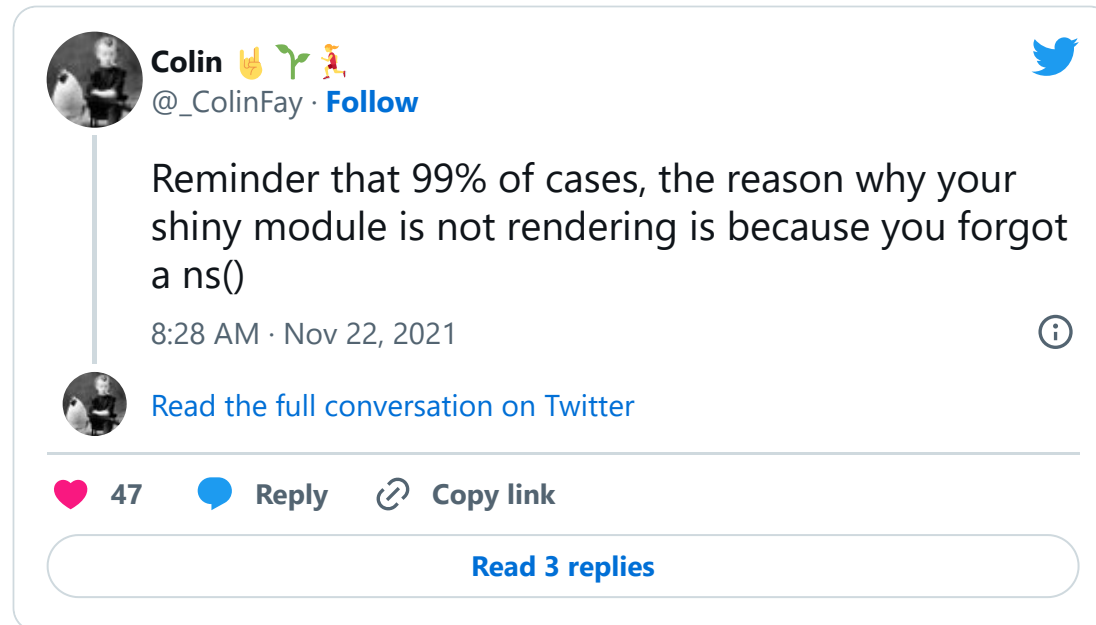 Colin 🤘 🌱 🏃‍♀️
@_ColinFay · Follow
Reminder that 99% of cases, the reason why your
shiny module is not rendering is because you forgot
a ns()
8:28 AM · Nov 22, 2021
Read the full conversation on Twitter
47 Reply Copy link
Read 3 replies